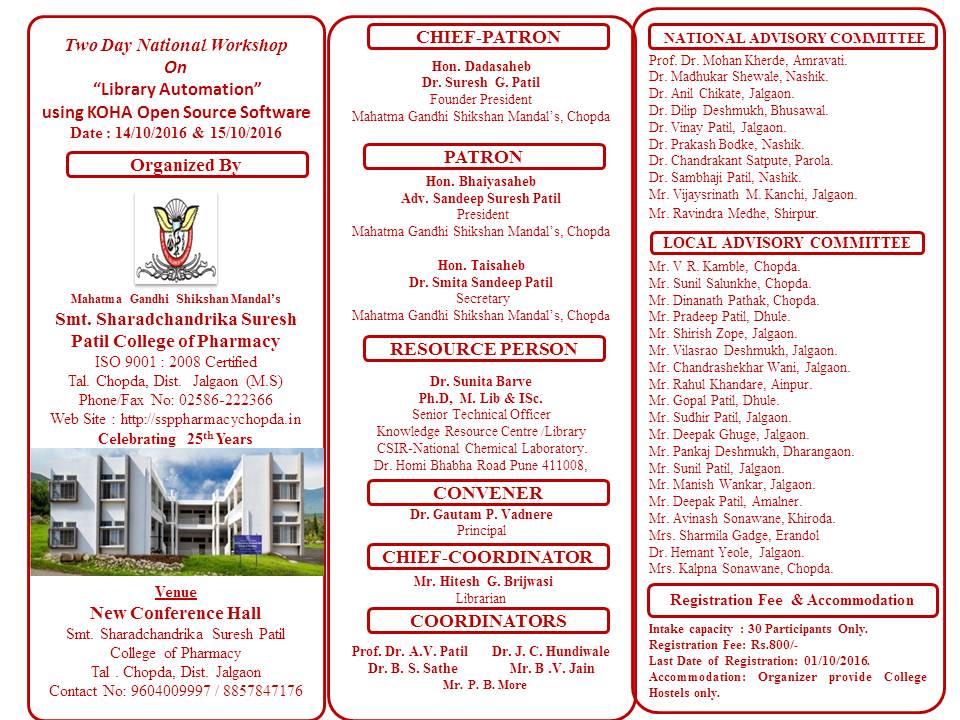 Two Day National Workshop
On
“Library Automation”
using KOHA Open Source Software
Date : 14/10/2016 & 15/10/2016
Organized By
Mahatma Gandhi Shikshan Mandal’s
Smt. Sharadchandrika Suresh
Patil College of Pharmacy
ISO 9001 : 2008 Certified
Tal. Chopda, Dist. Jalgaon (M.S)
Phone/Fax No: 02586-222366
Web Site : http://ssppharmacychopda.in
Celebrating 25th Years
Venue
New Conference Hall
Smt. Sharadchandrika Suresh Patil
College of Pharmacy
Tal . Chopda, Dist. Jalgaon
Contact No: 9604009997 / 8857847176
CHIEF-PATRON
Hon. Dadasaheb
Dr. Suresh G. Patil
Founder President
Mahatma Gandhi Shikshan Mandal’s, Chopda
PATRON
Hon. Bhaiyasaheb
Adv. Sandeep Suresh Patil
President
Mahatma Gandhi Shikshan Mandal’s, Chopda
Hon. Taisaheb
Dr. Smita Sandeep Patil
Secretary
Mahatma Gandhi Shikshan Mandal’s, Chopda
RESOURCE PERSON
Dr. Sunita Barve
Ph.D, M. Lib & ISc.
Senior Technical Officer
Knowledge Resource Centre /Library
CSIR-National Chemical Laboratory.
Dr. Homi Bhabha Road Pune 411008,
CONVENER
Dr. Gautam P. Vadnere
Principal
CHIEF-COORDINATOR
Mr. Hitesh G. Brijwasi
Librarian
COORDINATORS
Prof. Dr. A.V. Patil Dr. J. C. Hundiwale
Dr. B. S. Sathe Mr. B .V. Jain
Mr. P. B. More
NATIONAL ADVISORY COMMITTEE
Prof. Dr. Mohan Kherde, Amravati.
Dr. Madhukar Shewale, Nashik.
Dr. Anil Chikate, Jalgaon.
Dr. Dilip Deshmukh, Bhusawal.
Dr. Vinay Patil, Jalgaon.
Dr. Prakash Bodke, Nashik.
Dr. Chandrakant Satpute, Parola.
Dr. Sambhaji Patil, Nashik.
Mr. Vijaysrinath M. Kanchi, Jalgaon.
Mr. Ravindra Medhe, Shirpur.
LOCAL ADVISORY COMMITTEE
Mr. V R. Kamble, Chopda.
Mr. Sunil Salunkhe, Chopda.
Mr. Dinanath Pathak, Chopda.
Mr. Pradeep Patil, Dhule.
Mr. Shirish Zope, Jalgaon.
Mr. Vilasrao Deshmukh, Jalgaon.
Mr. Chandrashekhar Wani, Jalgaon.
Mr. Rahul Khandare, Ainpur.
Mr. Gopal Patil, Dhule.
Mr. Sudhir Patil, Jalgaon.
Mr. Deepak Ghuge, Jalgaon.
Mr. Pankaj Deshmukh, Dharangaon.
Mr. Sunil Patil, Jalgaon.
Mr. Manish Wankar, Jalgaon.
Mr. Deepak Patil, Amalner.
Mr. Avinash Sonawane, Khiroda.
Mrs. Sharmila Gadge, Erandol
Dr. Hemant Yeole, Jalgaon.
Mrs. Kalpna Sonawane, Chopda.
Registration Fee & Accommodation
Intake capacity : 30 Participants Only.
Registration Fee: Rs.800/-
Last Date of Registration: 01/10/2016.
Accommodation: Organizer provide College
Hostels only.